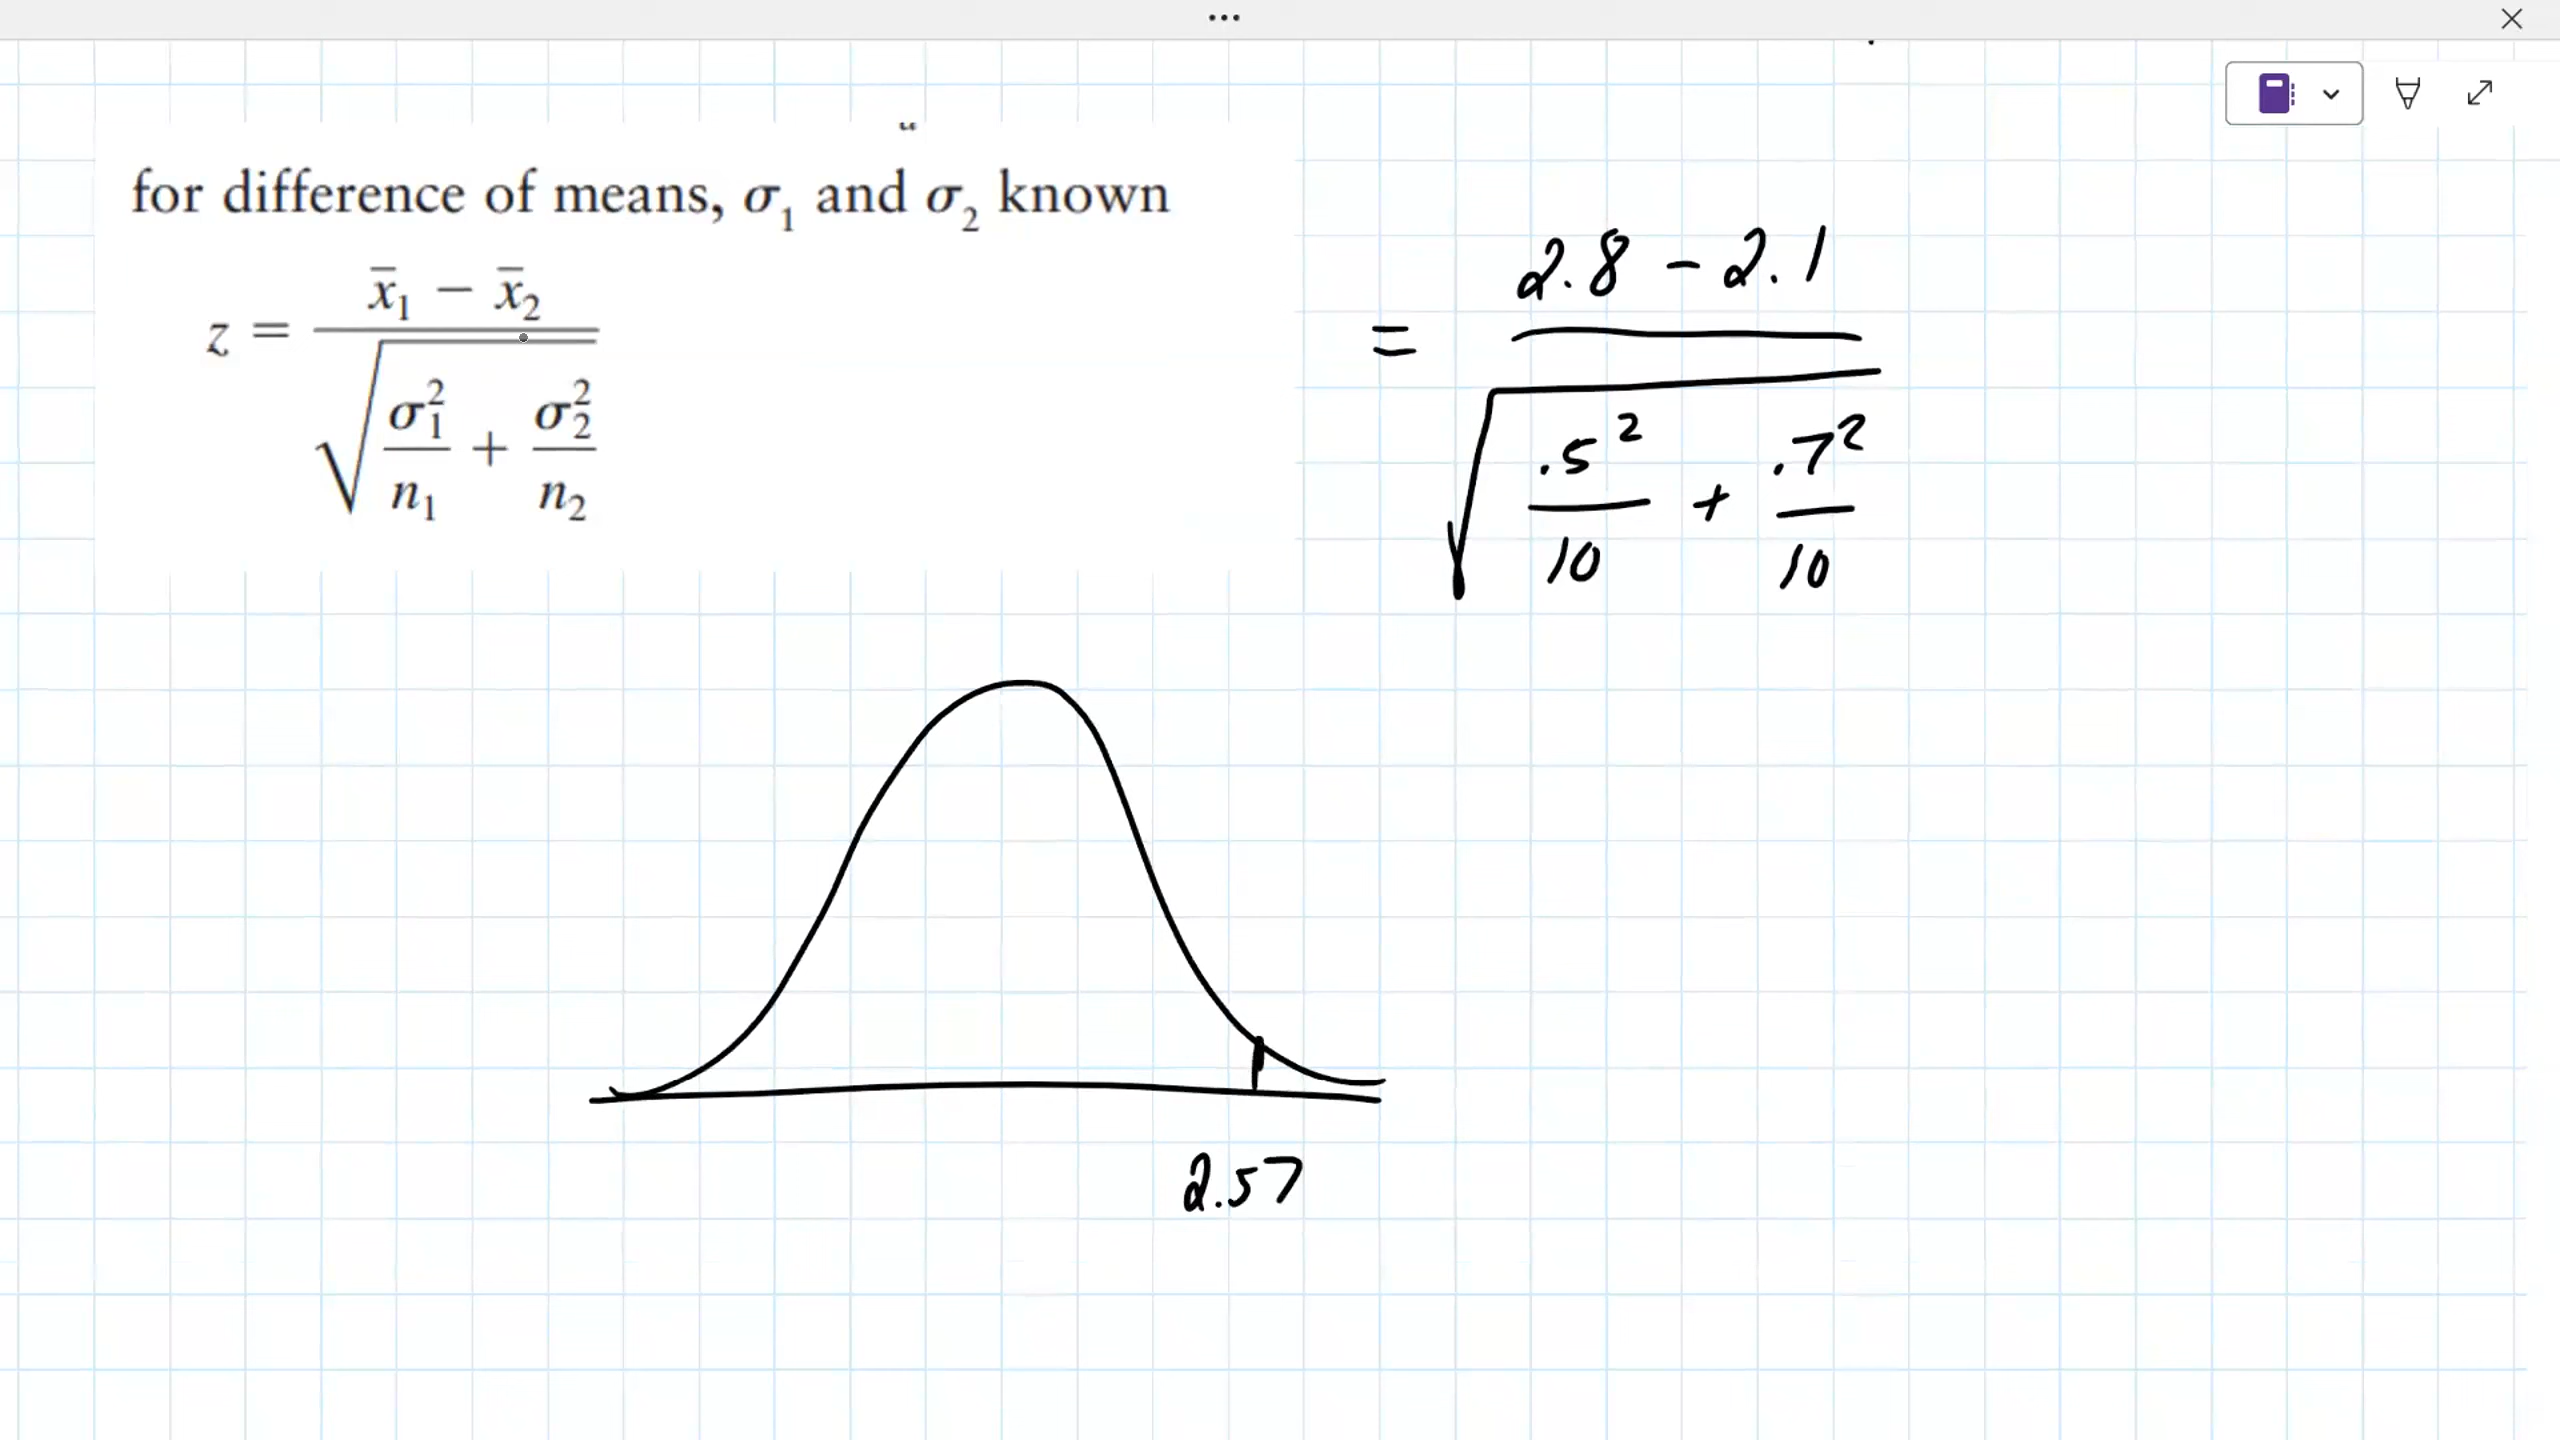 for difference of means, σ₁ and σ₂ known
z = (x̄₁ − x̄₂) / √(σ₁²/n₁ + σ₂²/n₂)
= (2.8 - 2.1) / √(.5²/10 + .7²/10)
2.57